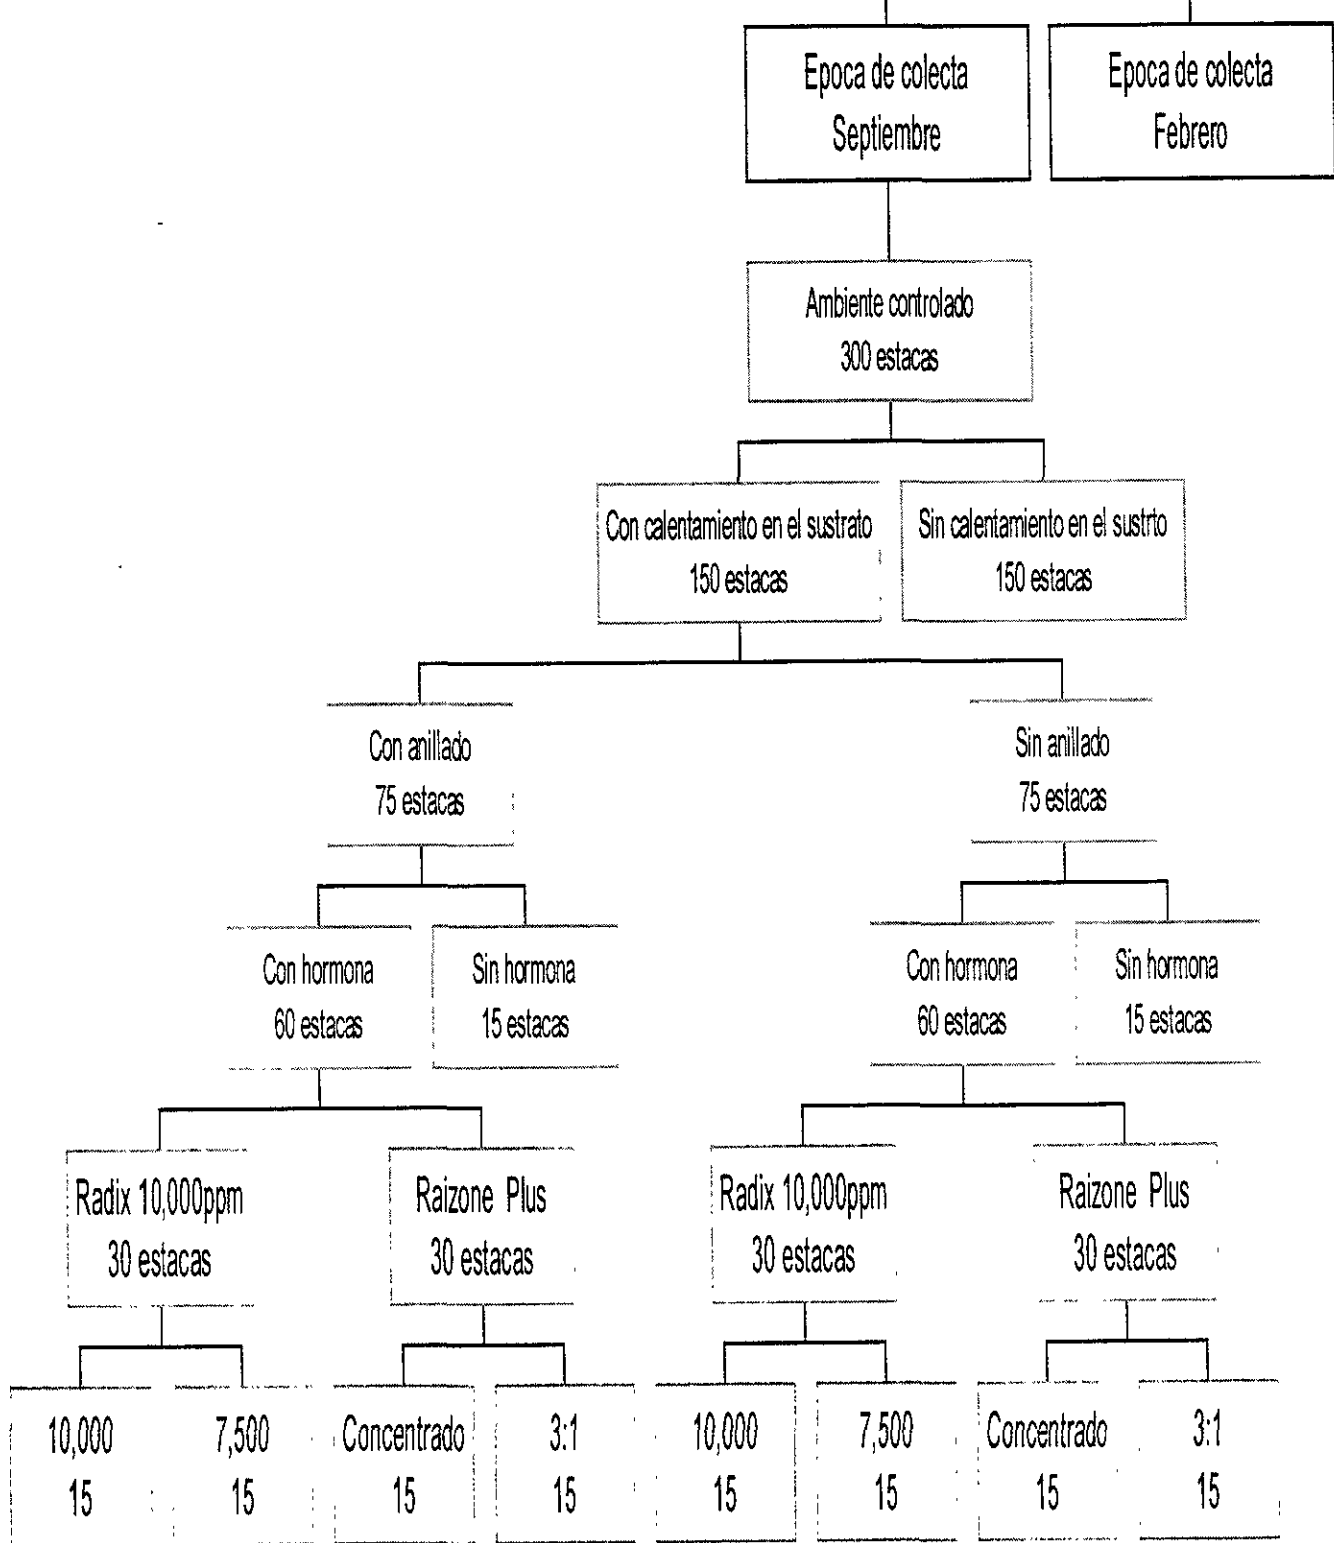 Epoca de colecta
Septiembre
Epoca de colecta
Febrero
Ambiente controlado
300 estacas
Con calentamiento en el sustrato
150 estacas
Sin calentamiento en el sustrto
150 estacas
Con anillado
75 estacas
Sin anillado
75 estacas
Con hormona
60 estacas
Sin hormona
15 estacas
Con hormona
60 estacas
Sin hormona
15 estacas
Radix 10,000ppm
30 estacas
Raizone Plus
30 estacas
Radix 10,000ppm
30 estacas
Raizone Plus
30 estacas
10,000
15
7,500
15
Concentrado
15
3:1
15
10,000
15
7,500
15
Concentrado
15
3:1
15